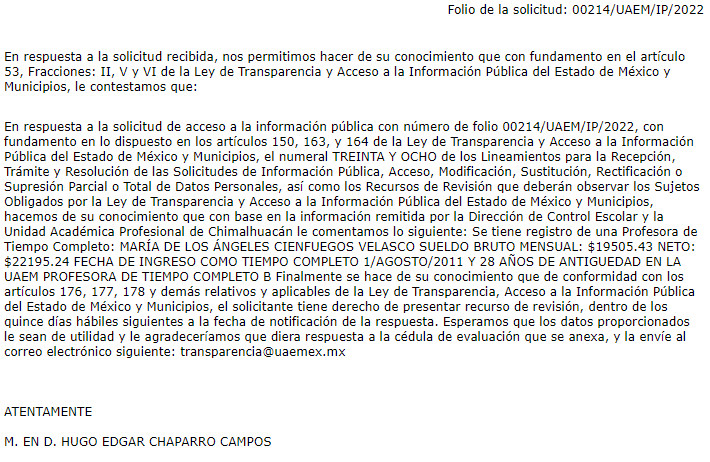 Folio de la solicitud: 00214/UAEM/IP/2022
En respuesta a la solicitud recibida, nos permitimos hacer de su conocimiento que con fundamento en el artículo
53, Fracciones: II, V y VI de la Ley de Transparencia y Acceso a la Información Pública del Estado de México y
Municipios, le contestamos que:
En respuesta a la solicitud de acceso a la información pública con número de folio 00214/UAEM/IP/2022, con
fundamento en lo dispuesto en los artículos 150, 163, y 164 de la Ley de Transparencia y Acceso a la Información
Pública del Estado de México y Municipios, el numeral TREINTA Y OCHO de los Lineamientos para la Recepción,
Trámite y Resolución de las Solicitudes de Información Pública, Acceso, Modificación, Sustitución, Rectificación o
Supresión Parcial o Total de Datos Personales, así como los Recursos de Revisión que deberán observar los Sujetos
Obligados por la Ley de Transparencia y Acceso a la Información Pública del Estado de México y Municipios,
hacemos de su conocimiento que con base en la información remitida por la Dirección de Control Escolar y la
Unidad Académica Profesional de Chimalhuacán le comentamos lo siguiente: Se tiene registro de una Profesora de
Tiempo Completo: MARÍA DE LOS ÁNGELES CIENFUEGOS VELASCO SUELDO BRUTO MENSUAL: $19505.43 NETO:
$22195.24 FECHA DE INGRESO COMO TIEMPO COMPLETO 1/AGOSTO/2011 Y 28 AÑOS DE ANTIGUEDAD EN LA
UAEM PROFESORA DE TIEMPO COMPLETO B Finalmente se hace de su conocimiento que de conformidad con los
artículos 176, 177, 178 y demás relativos y aplicables de la Ley de Transparencia, Acceso a la Información Pública
del Estado de México y Municipios, el solicitante tiene derecho de presentar recurso de revisión, dentro de los
quince días hábiles siguientes a la fecha de notificación de la respuesta. Esperamos que los datos proporcionados
le sean de utilidad y le agradeceríamos que diera respuesta a la cédula de evaluación que se anexa, y la envíe al
correo electrónico siguiente: transparencia@uaemex.mx
ATENTAMENTE
M. EN D. HUGO EDGAR CHAPARRO CAMPOS